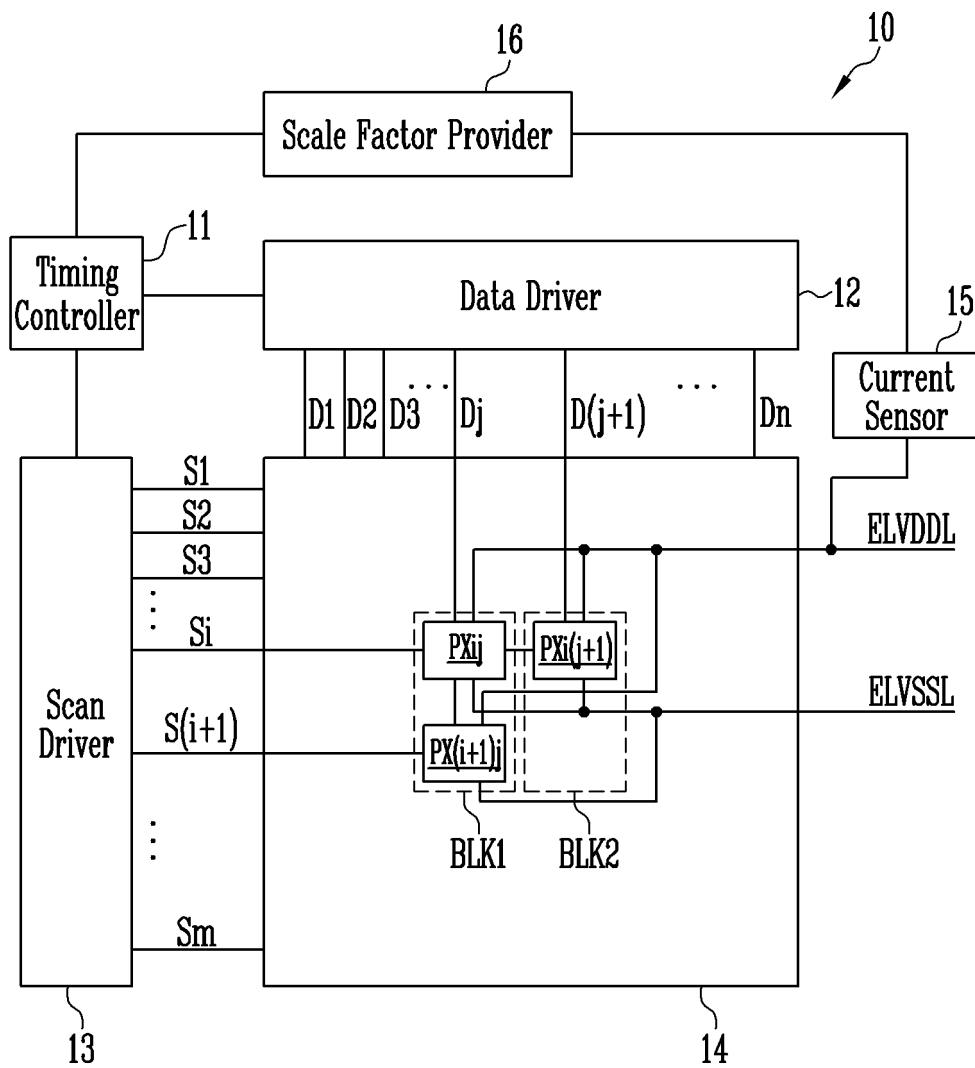 10
16
Scale Factor Provider
11
Timing
Controller
Data Driver
12
15
Current
Sensor
D1 D2 D3 ··· Dj D(j+1) ··· Dn
S1
S2
S3
Si
S(i+1)
Sm
ELVDDL
ELVSSL
PXij
PXi(j+1)
PX(i+1)j
Scan
Driver
BLK1
BLK2
13
14